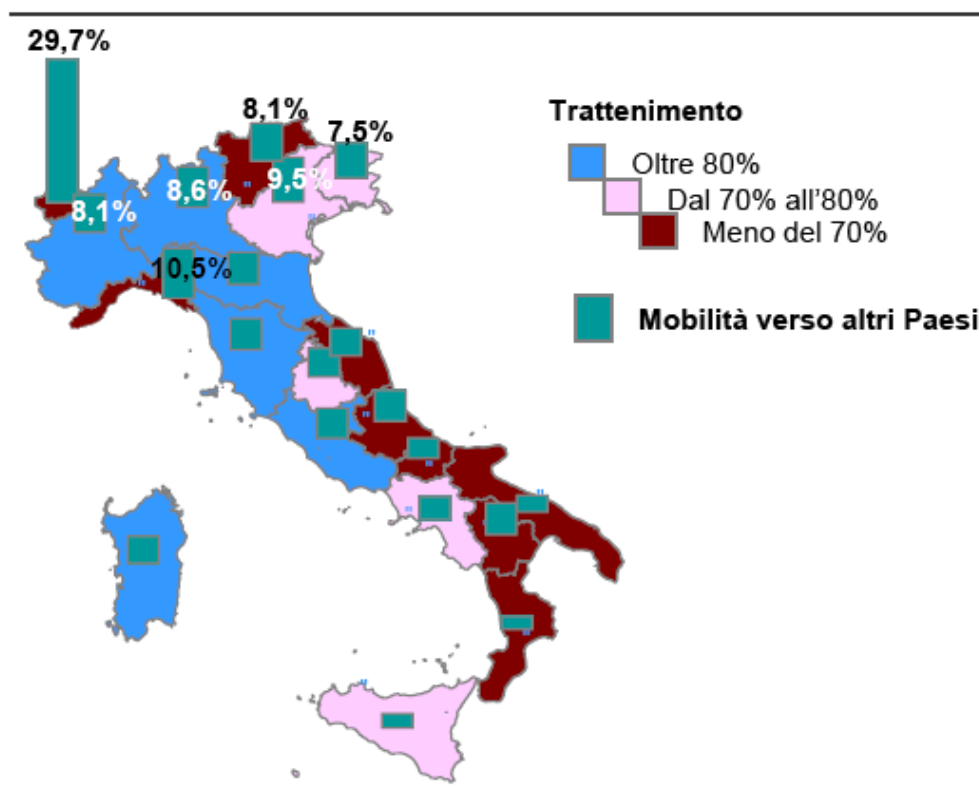 29,7%
8,1%
7,5%
9,5%
8,6%
8,1%
10,5%
Trattenimento
Oltre 80%
Dal 70% all'80%
Meno del 70%
Mobilità verso altri Paesi